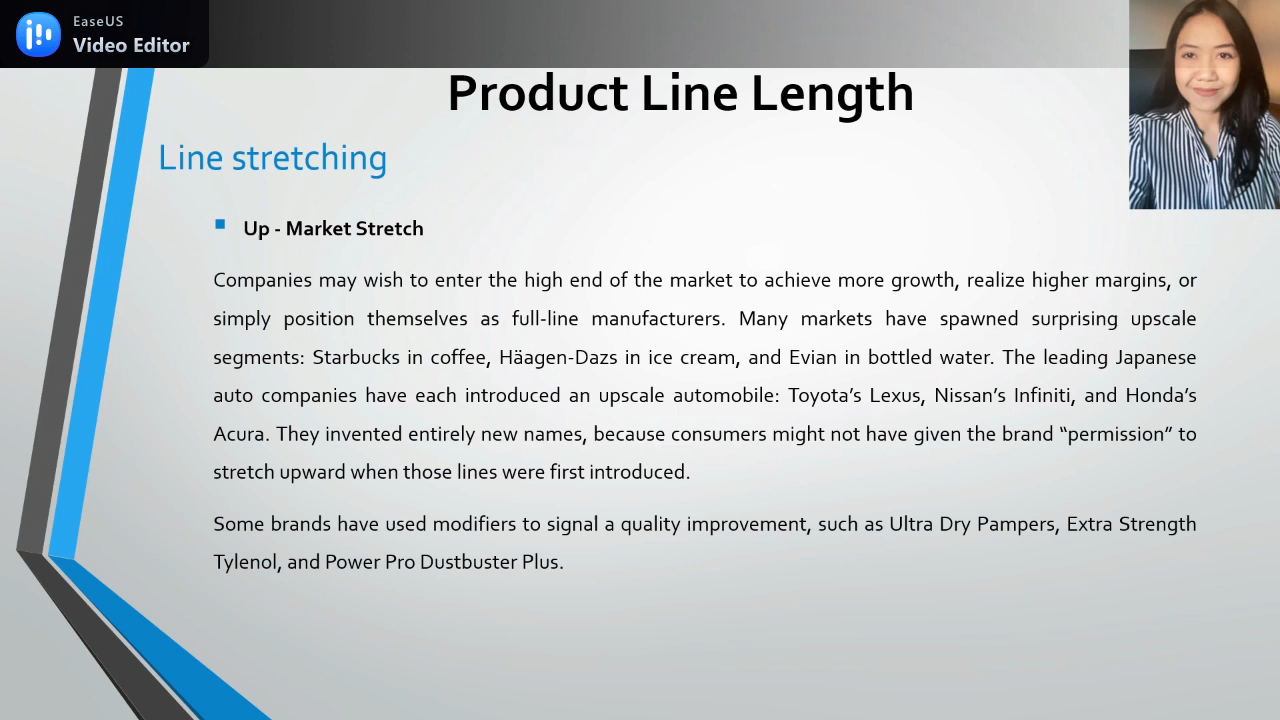 EaseUS
Video Editor
Product Line Length
Line stretching
Up - Market Stretch
Companies may wish to enter the high end of the market to achieve more growth, realize higher margins, or
simply position themselves as full-line manufacturers. Many markets have spawned surprising upscale
segments: Starbucks in coffee, Häagen-Dazs in ice cream, and Evian in bottled water. The leading Japanese
auto companies have each introduced an upscale automobile: Toyota’s Lexus, Nissan’s Infiniti, and Honda’s
Acura. They invented entirely new names, because consumers might not have given the brand “permission” to
stretch upward when those lines were first introduced.
Some brands have used modifiers to signal a quality improvement, such as Ultra Dry Pampers, Extra Strength
Tylenol, and Power Pro Dustbuster Plus.